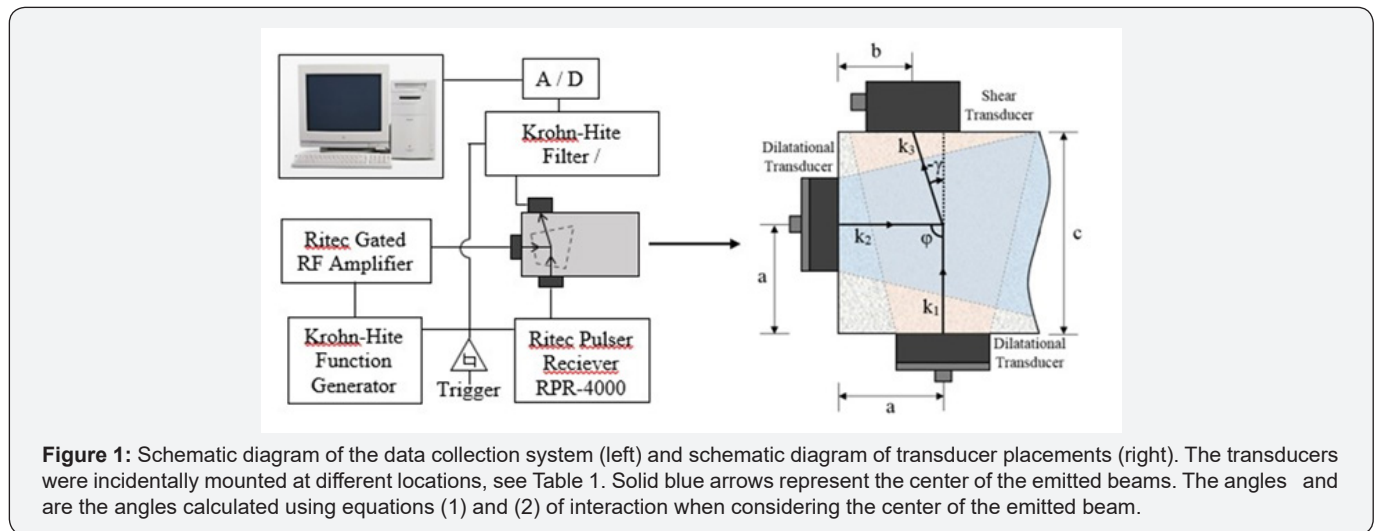 A / D
Krohn-Hite
Filter /
Ritec Gated
RF Amplifier
Krohn-Hite
Function
Generator
Trigger
Ritec Pulser
Reciever
RPR-4000
b
Shear
Transducer
Dilatational
Transducer
k3
-γ
k2
φ
c
a
k1
Dilatational
Transducer
a
Figure 1: Schematic diagram of the data collection system (left) and schematic diagram of transducer placements (right). The transducers
were incidentally mounted at different locations, see Table 1. Solid blue arrows represent the center of the emitted beams. The angles and
are the angles calculated using equations (1) and (2) of interaction when considering the center of the emitted beam.